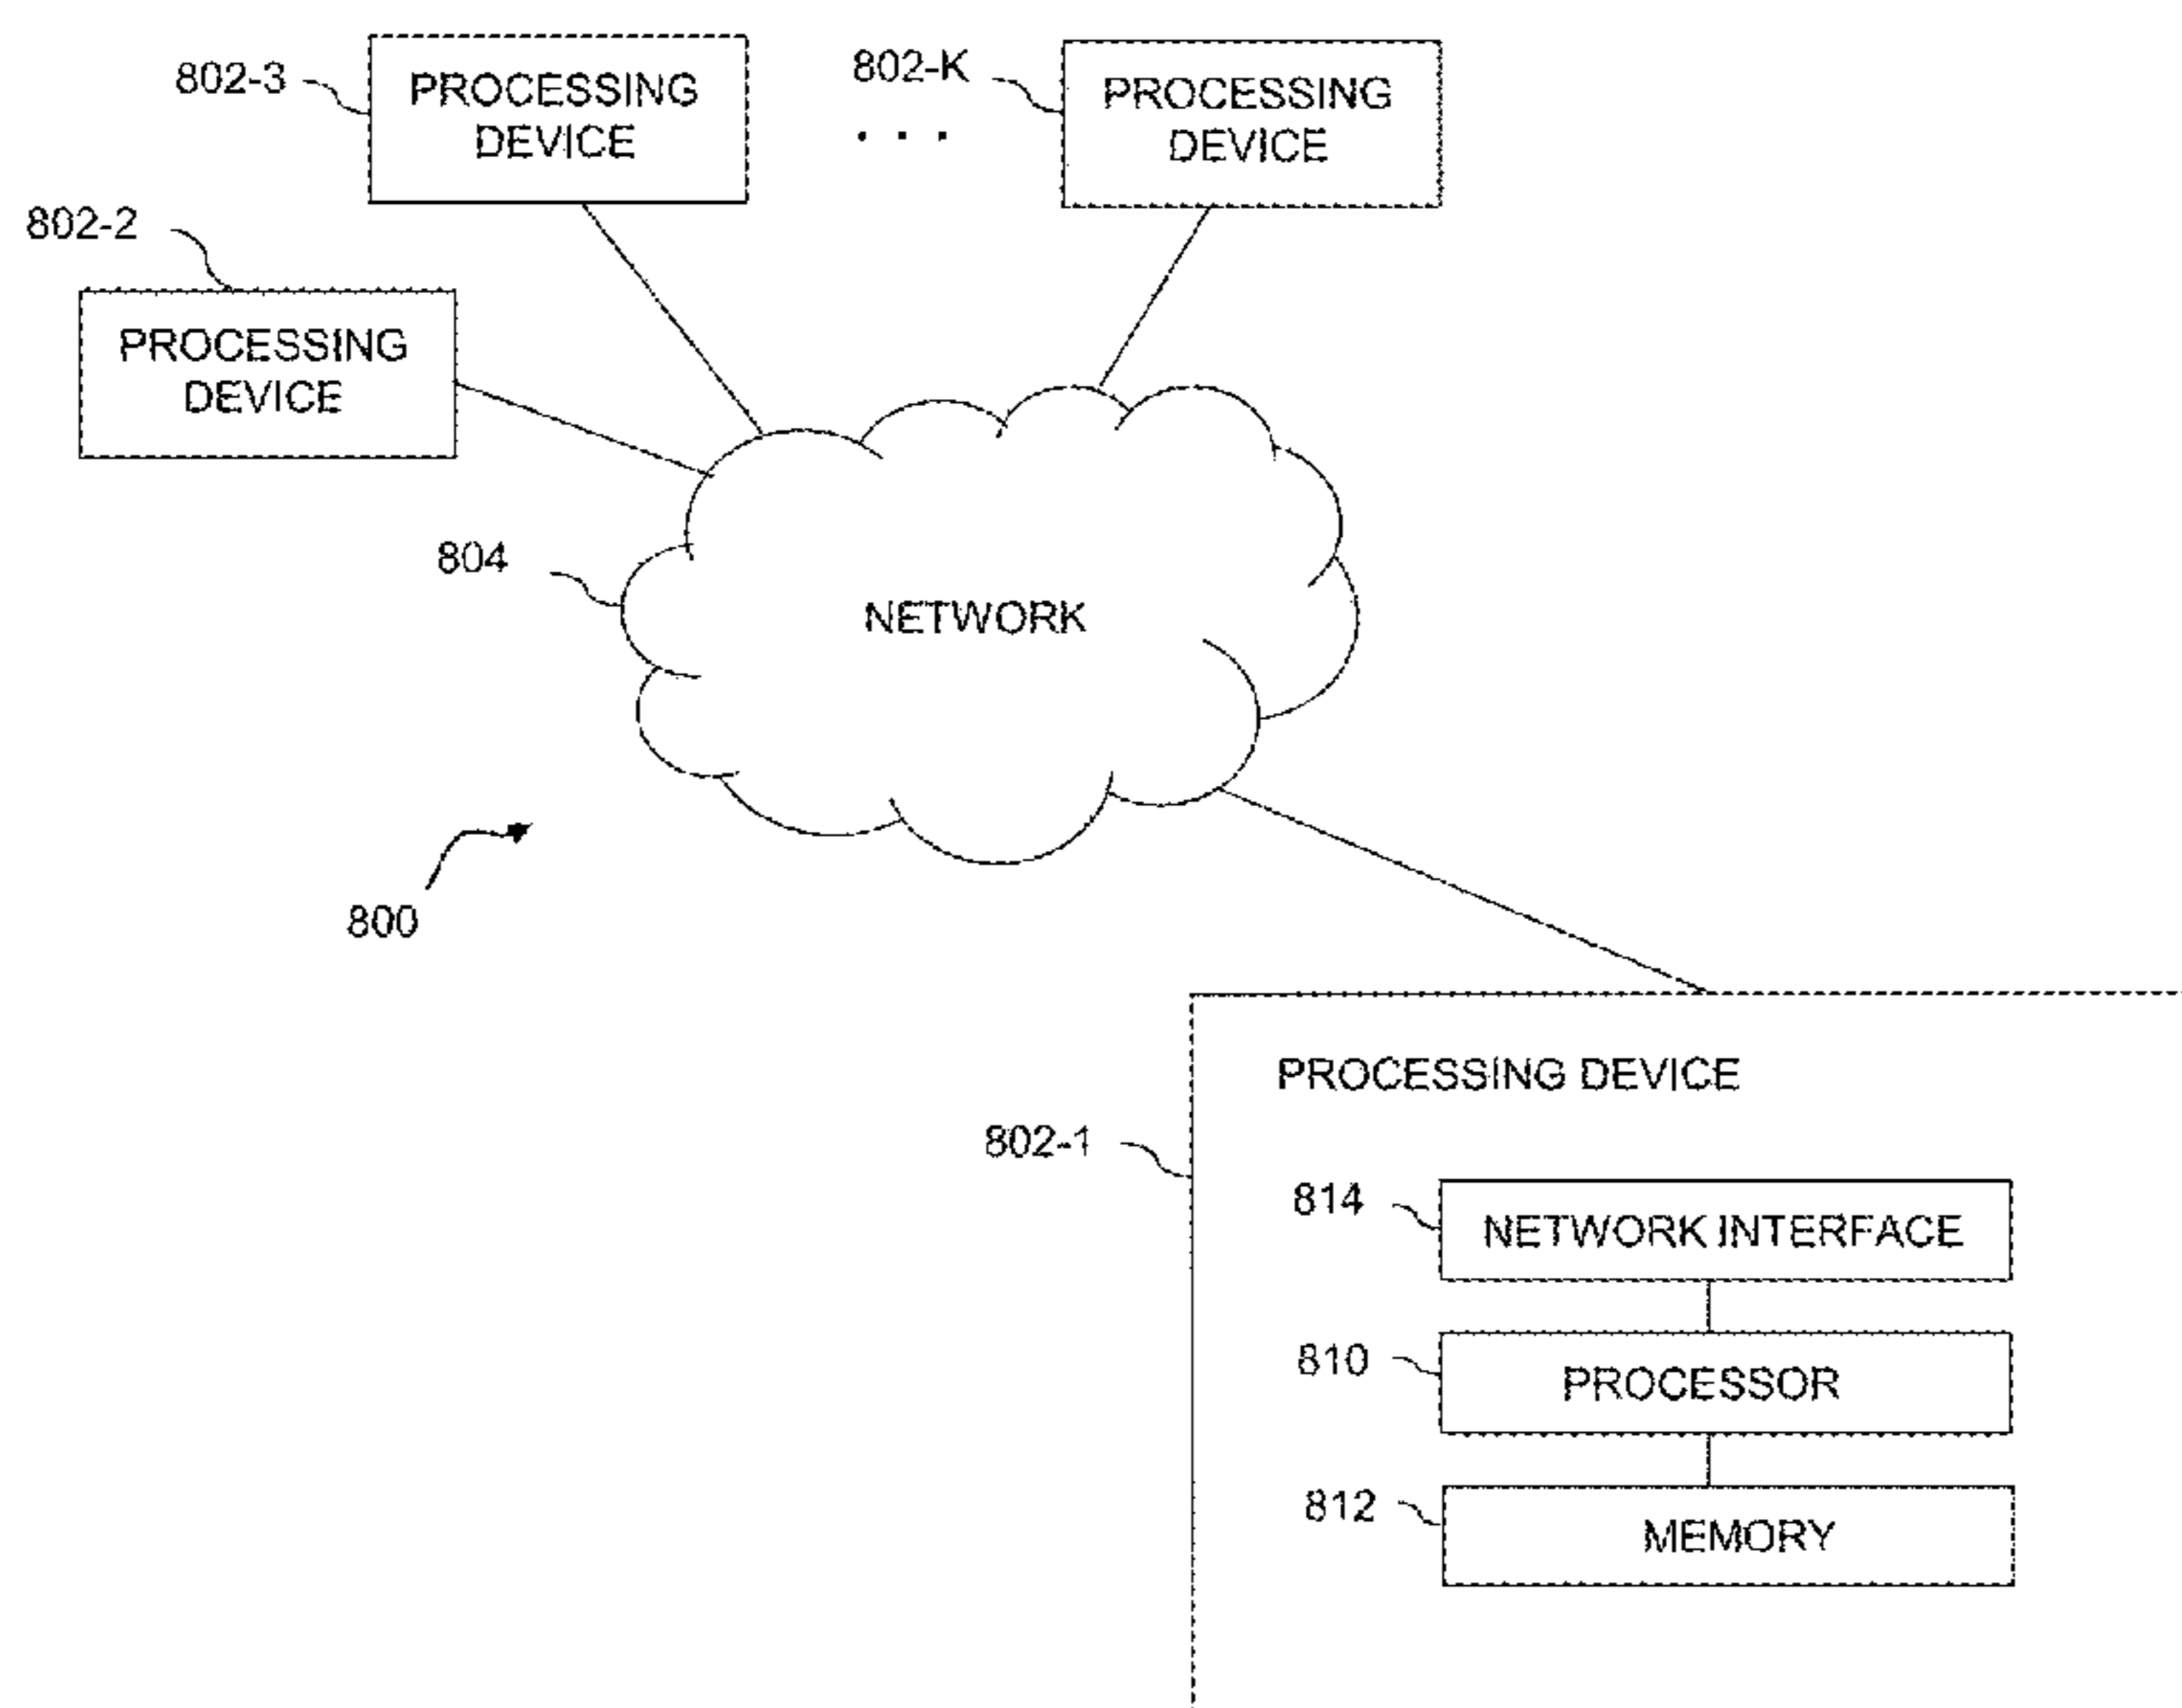 802-3
PROCESSING
DEVICE
802-K
. . .
PROCESSING
DEVICE
802-2
PROCESSING
DEVICE
804
NETWORK
800
PROCESSING DEVICE
802-1
814
NETWORK INTERFACE
810
PROCESSOR
812
MEMORY